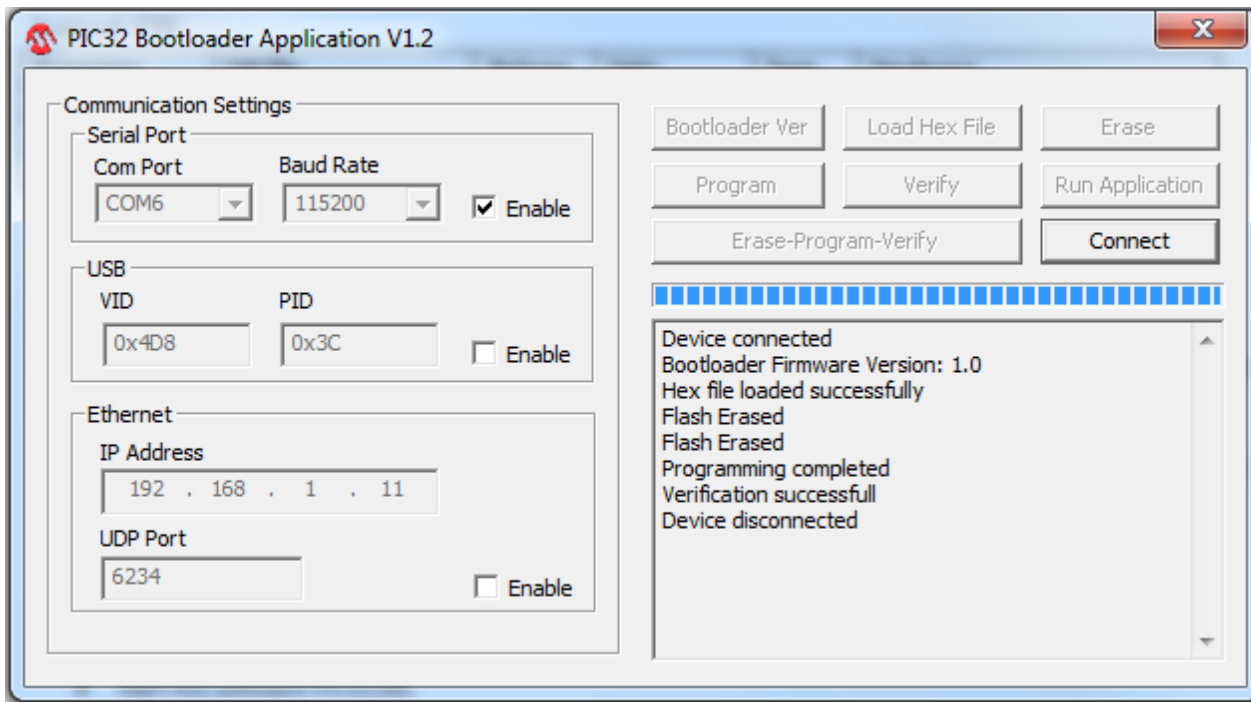 PIC32 Bootloader Application V1.2
Communication Settings
Serial Port
Com Port Baud Rate
COM6 115200 Enable
USB
VID PID
0x4D8 0x3C Enable
Ethernet
IP Address
192 . 168 . 1 . 11
UDP Port
6234 Enable
Bootloader Ver Load Hex File Erase
Program Verify Run Application
Erase-Program-Verify Connect
Device connected
Bootloader Firmware Version: 1.0
Hex file loaded successfully
Flash Erased
Flash Erased
Programming completed
Verification successfull
Device disconnected